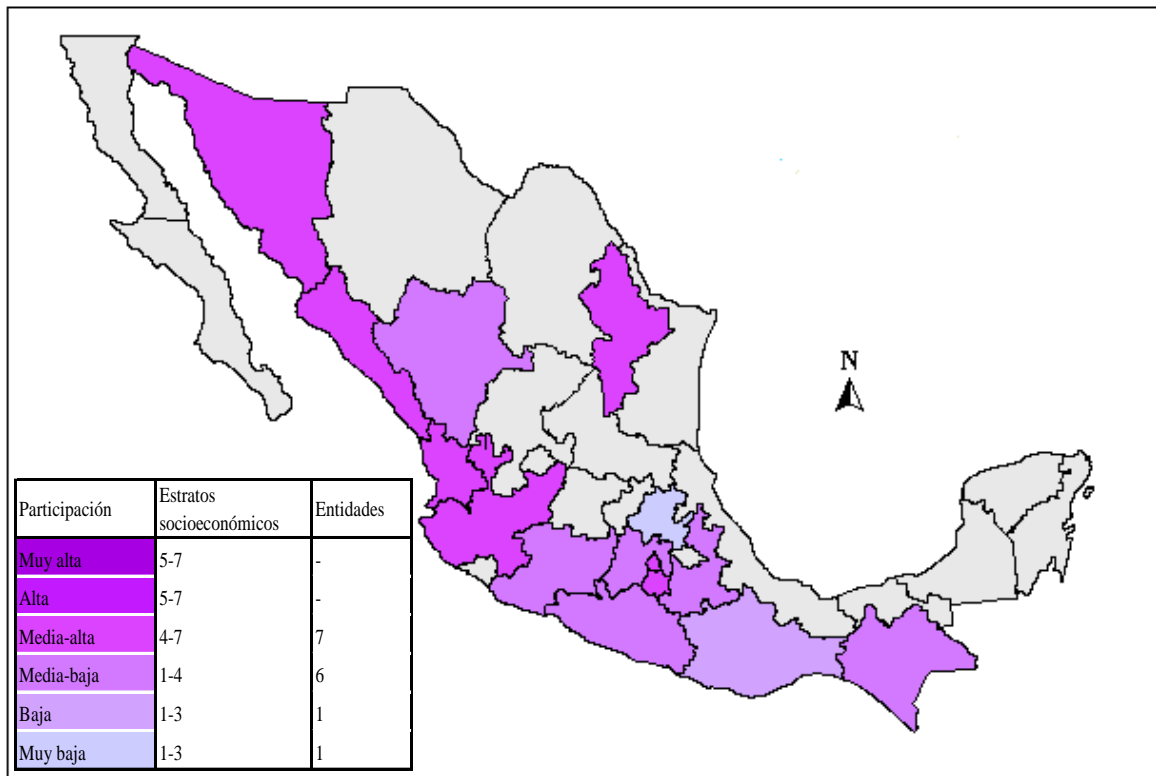 N
Participación Estratos socioeconómicos Entidades
Muy alta 5-7 -
Alta 5-7 -
Media-alta 4-7 7
Media-baja 1-4 6
Baja 1-3 1
Muy baja 1-3 1